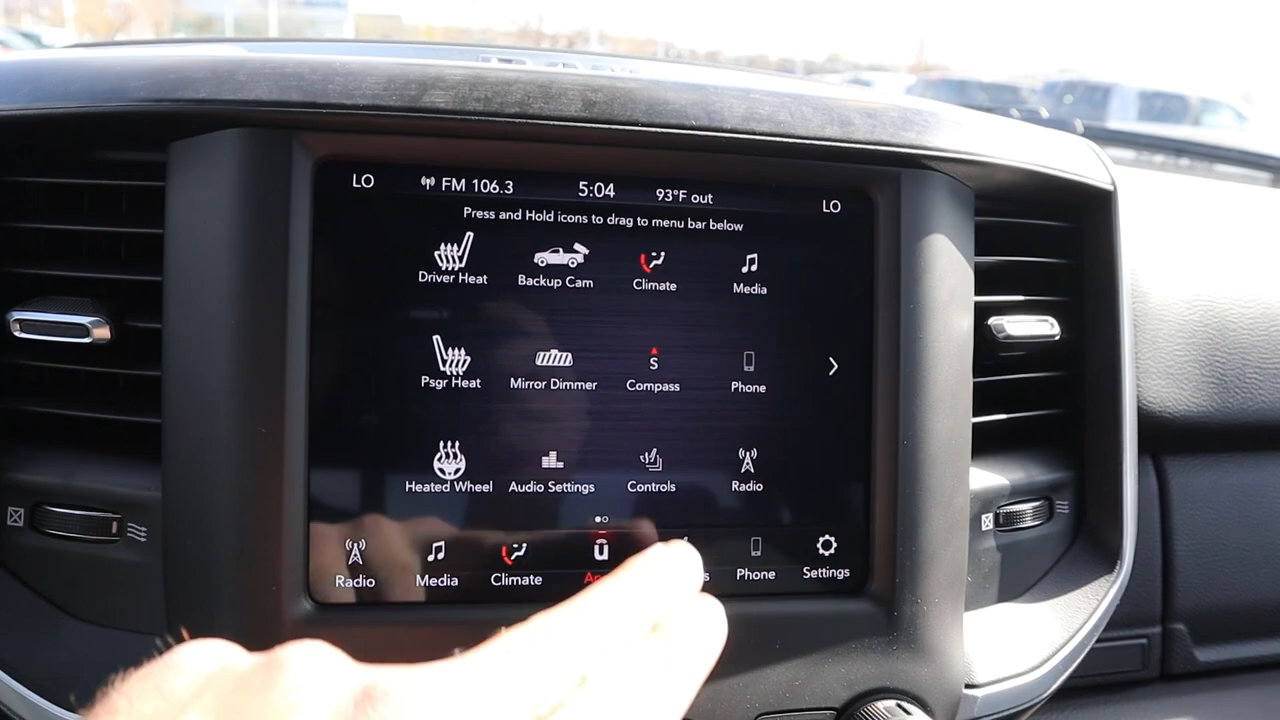 LO FM 106.3 5:04 93°F out LO
Press and Hold icons to drag to menu bar below
Driver Heat Backup Cam Climate Media
S
Psgr Heat Mirror Dimmer Compass Phone
Heated Wheel Audio Settings Controls Radio
Radio Media Climate Phone Settings